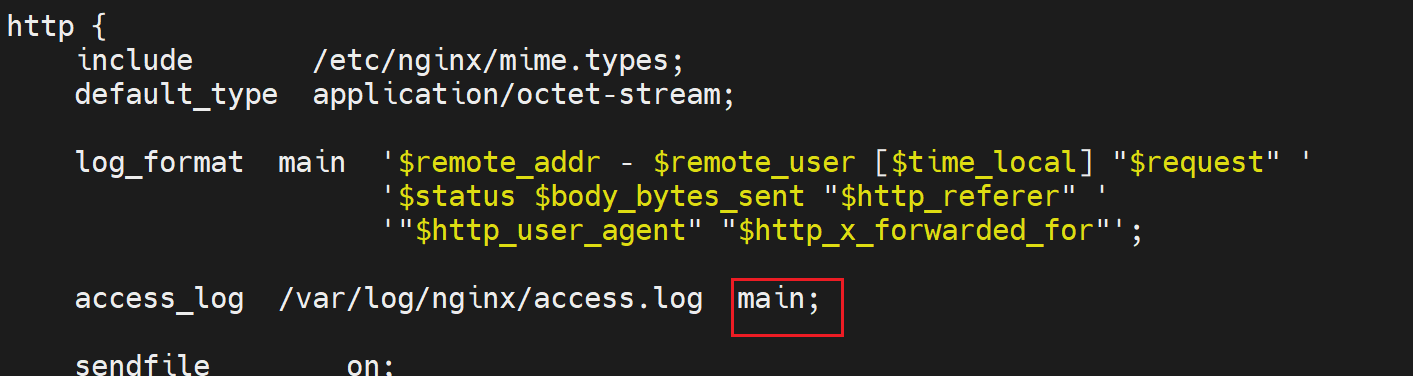 http {
    include       /etc/nginx/mime.types;
    default_type  application/octet-stream;
    log_format  main  '$remote_addr - $remote_user [$time_local] "$request" '
                      '$status $body_bytes_sent "$http_referer" '
                      '"$http_user_agent" "$http_x_forwarded_for"';
    access_log  /var/log/nginx/access.log  main;
    sendfile        on;